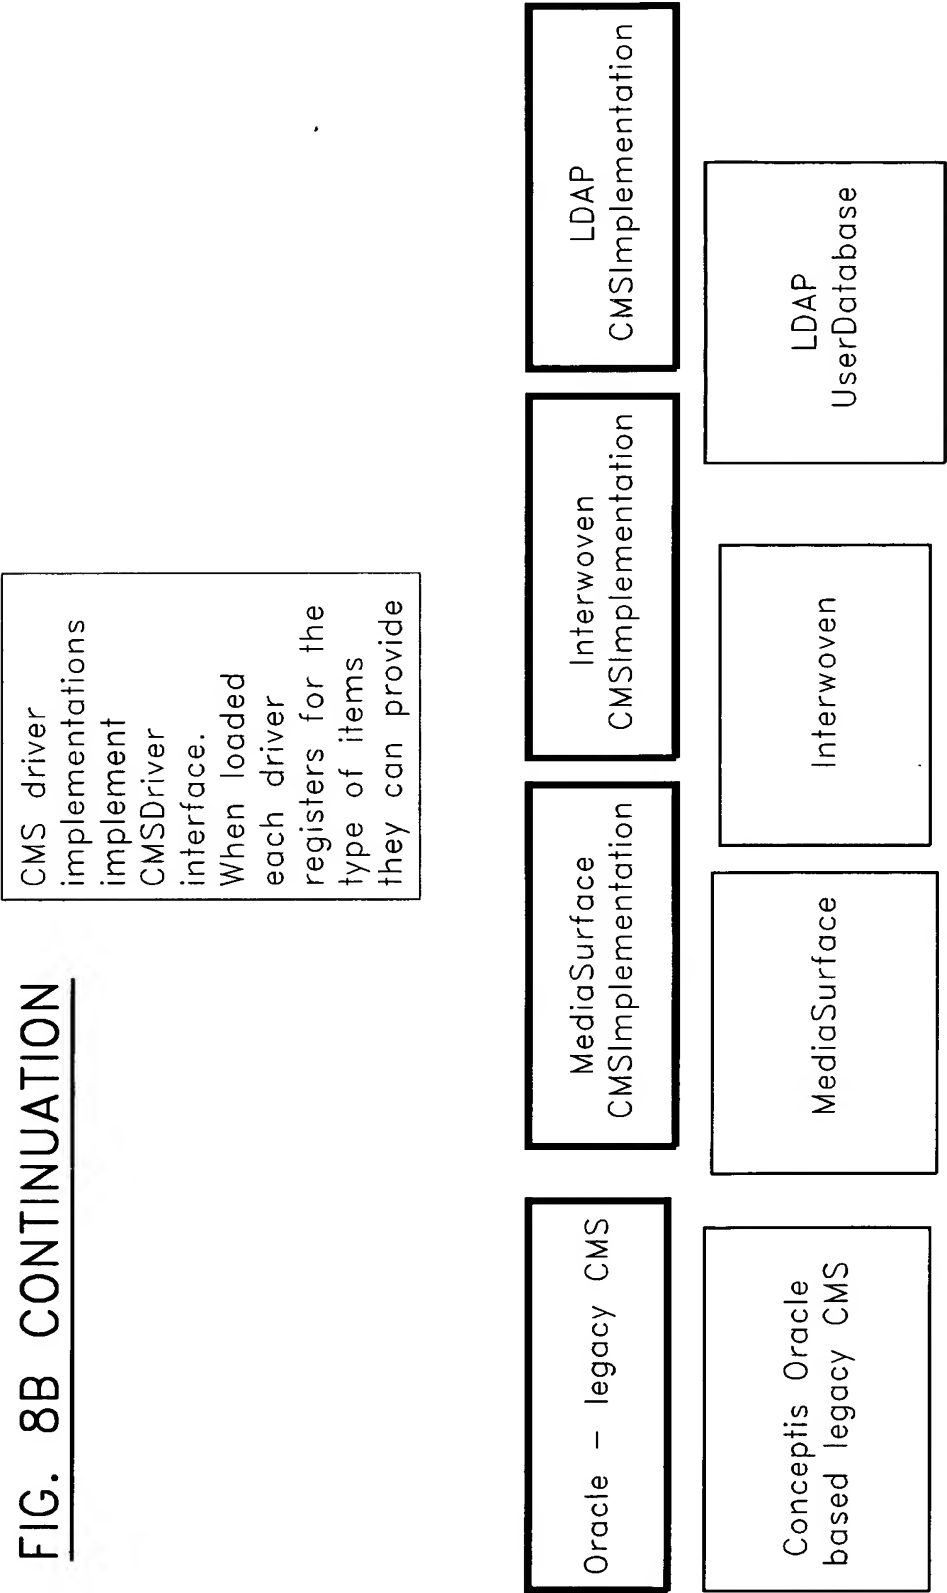 FIG. 8B CONTINUATION
CMS driver
implementations
implement
CMSDriver
interface.
When loaded
each driver
registers for the
type of items
they can provide
Oracle – legacy CMS
MediaSurface
CMSImplementation
Interwoven
CMSImplementation
LDAP
CMSImplementation
Conceptis Oracle
based legacy CMS
MediaSurface
Interwoven
LDAP
UserDatabase